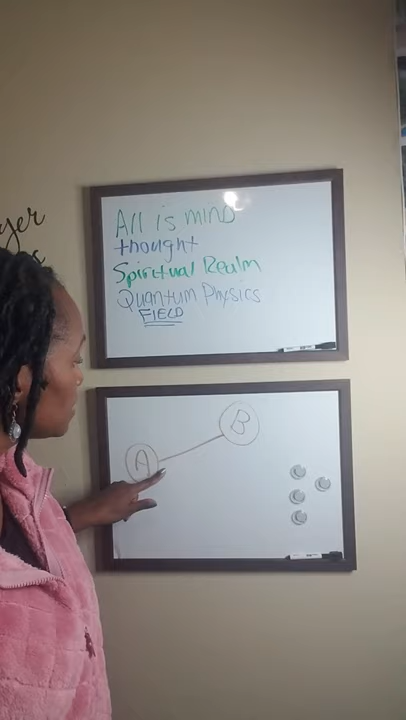 All is mind
thought
Spiritual Realm
Quantum Physics
FIELD
B
A